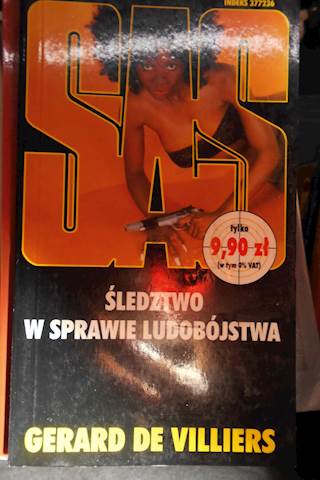 INDEKS 377236
SAS
tylko
9,90 zł
(w tym 0% VAT)
ŚLEDZTWO
W SPRAWIE LUDOBÓJSTWA
GERARD DE VILLIERS